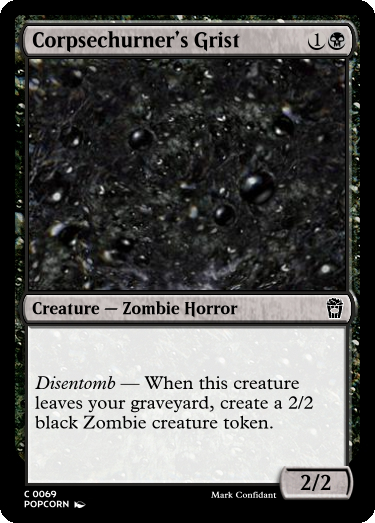 Corpsechurner's Grist 1
Creature — Zombie Horror
Disentomb — When this creature
leaves your graveyard, create a 2/2
black Zombie creature token.
2/2
C 0069
POPCORN
Mark Confidant